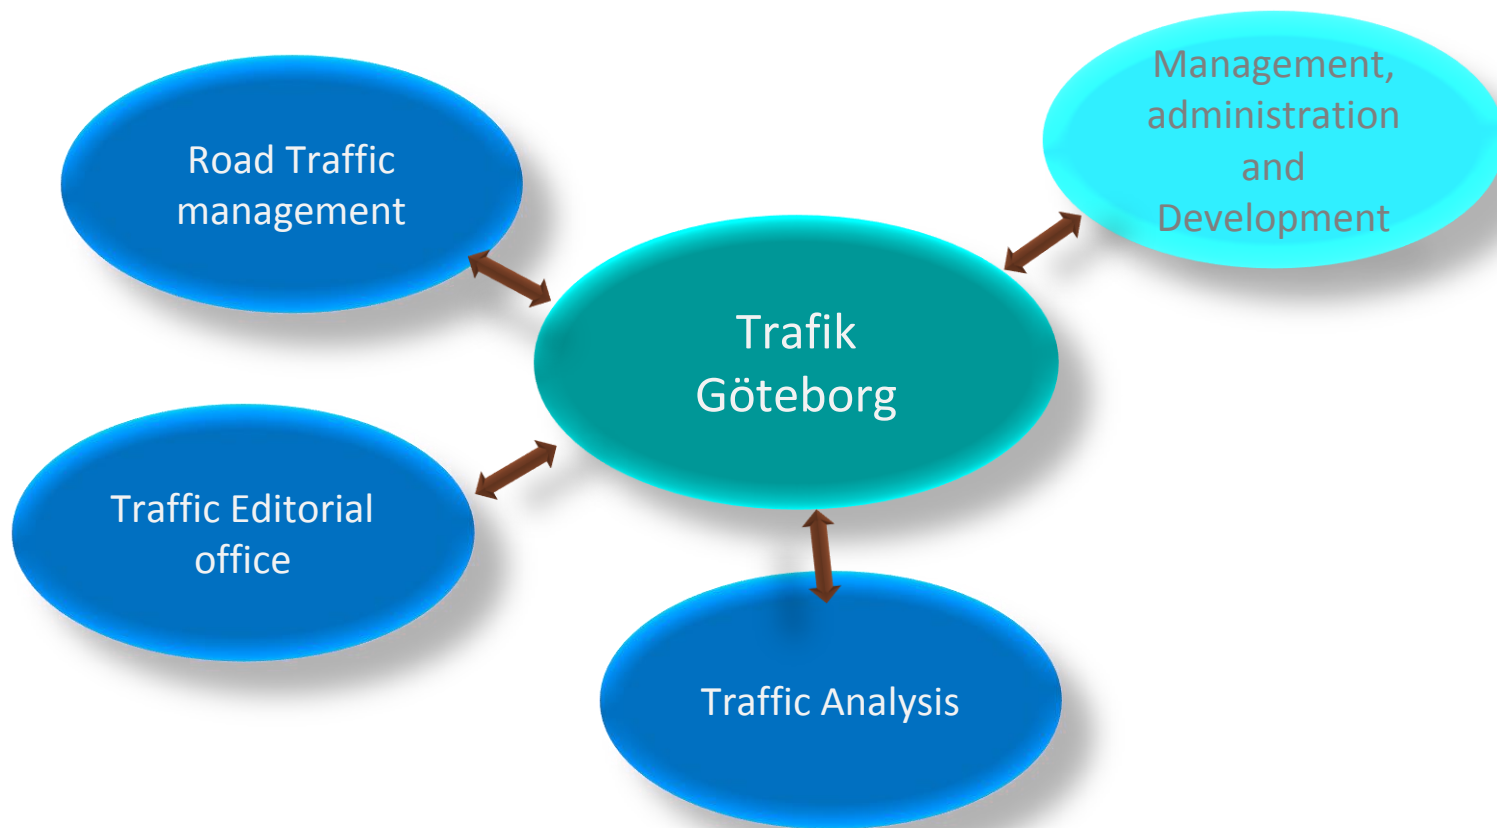 Road Traffic
management
Management,
administration
and
Development
Trafik
Göteborg
Traffic Editorial
office
Traffic Analysis